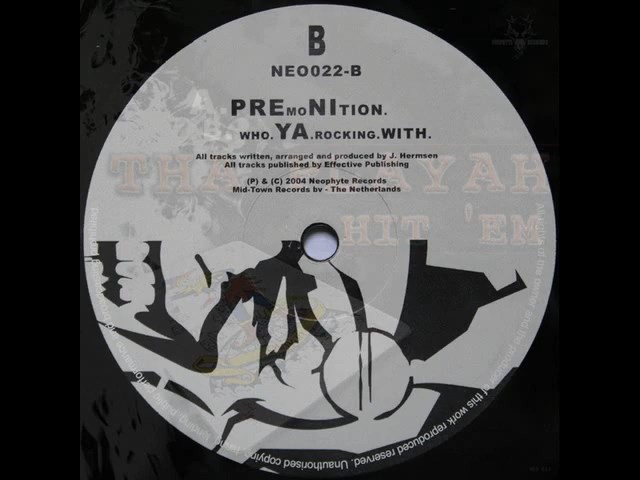 B
NEO022-B
A. PREMONITION.
B. WHO.YA.ROCKING.WITH.
All tracks written, arranged and produced by J. Hermsen
All tracks published by Effective Publishing
(P) & (C) 2004 Neophyte Records
Mid-Town Records bv - The Netherlands
THA AYAH
HIT 'EM
of this work reproduced reserved. Unauthorised copying